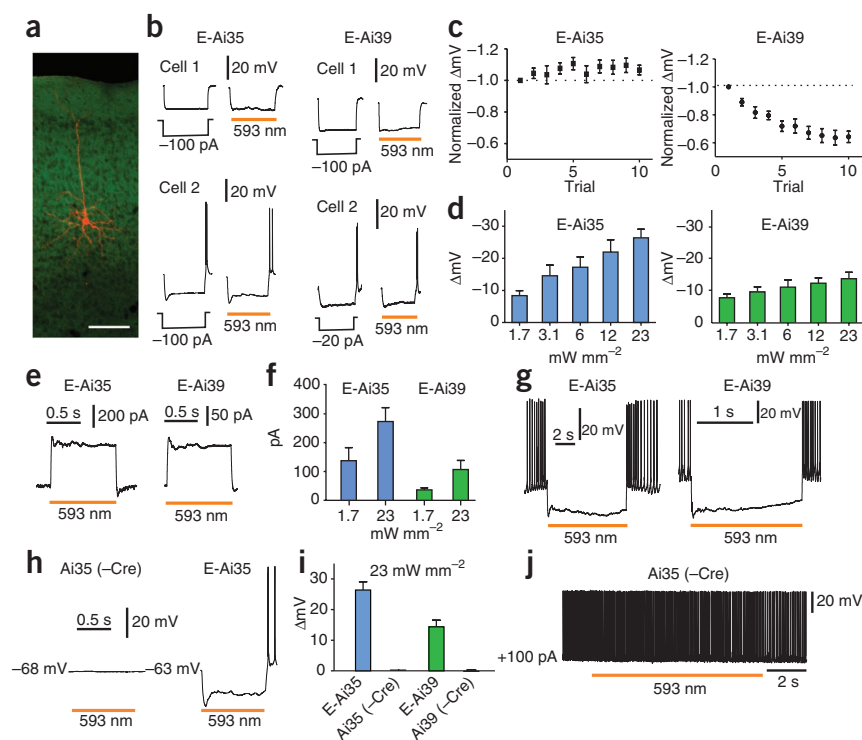 a
b
E-Ai35
E-Ai39
Cell 1
20 mV
593 nm
–100 pA
Cell 1
20 mV
593 nm
–100 pA
Cell 2
20 mV
593 nm
–100 pA
Cell 2
20 mV
593 nm
–20 pA
c
E-Ai35
Normalized ΔmV
–1.2
–1.0
–0.8
–0.6
0
5
10
Trial
E-Ai39
Normalized ΔmV
–1.2
–1.0
–0.8
–0.6
0
5
10
Trial
d
E-Ai35
ΔmV
–30
–20
–10
0
1.7
3.1
6
12
23
mW mm–2
E-Ai39
ΔmV
–30
–20
–10
0
1.7
3.1
6
12
23
mW mm–2
e
E-Ai35
0.5 s
200 pA
593 nm
E-Ai39
0.5 s
50 pA
593 nm
f
E-Ai35
E-Ai39
pA
400
300
200
100
0
1.7
23
1.7
23
mW mm–2
g
E-Ai35
2 s
20 mV
593 nm
E-Ai39
1 s
20 mV
593 nm
h
Ai35 (–Cre)
0.5 s
20 mV
–68 mV
593 nm
E-Ai35
–63 mV
593 nm
i
23 mW mm–2
ΔmV
30
20
10
0
E-Ai35
Ai35 (–Cre)
E-Ai39
Ai39 (–Cre)
j
Ai35 (–Cre)
20 mV
+100 pA
593 nm
2 s